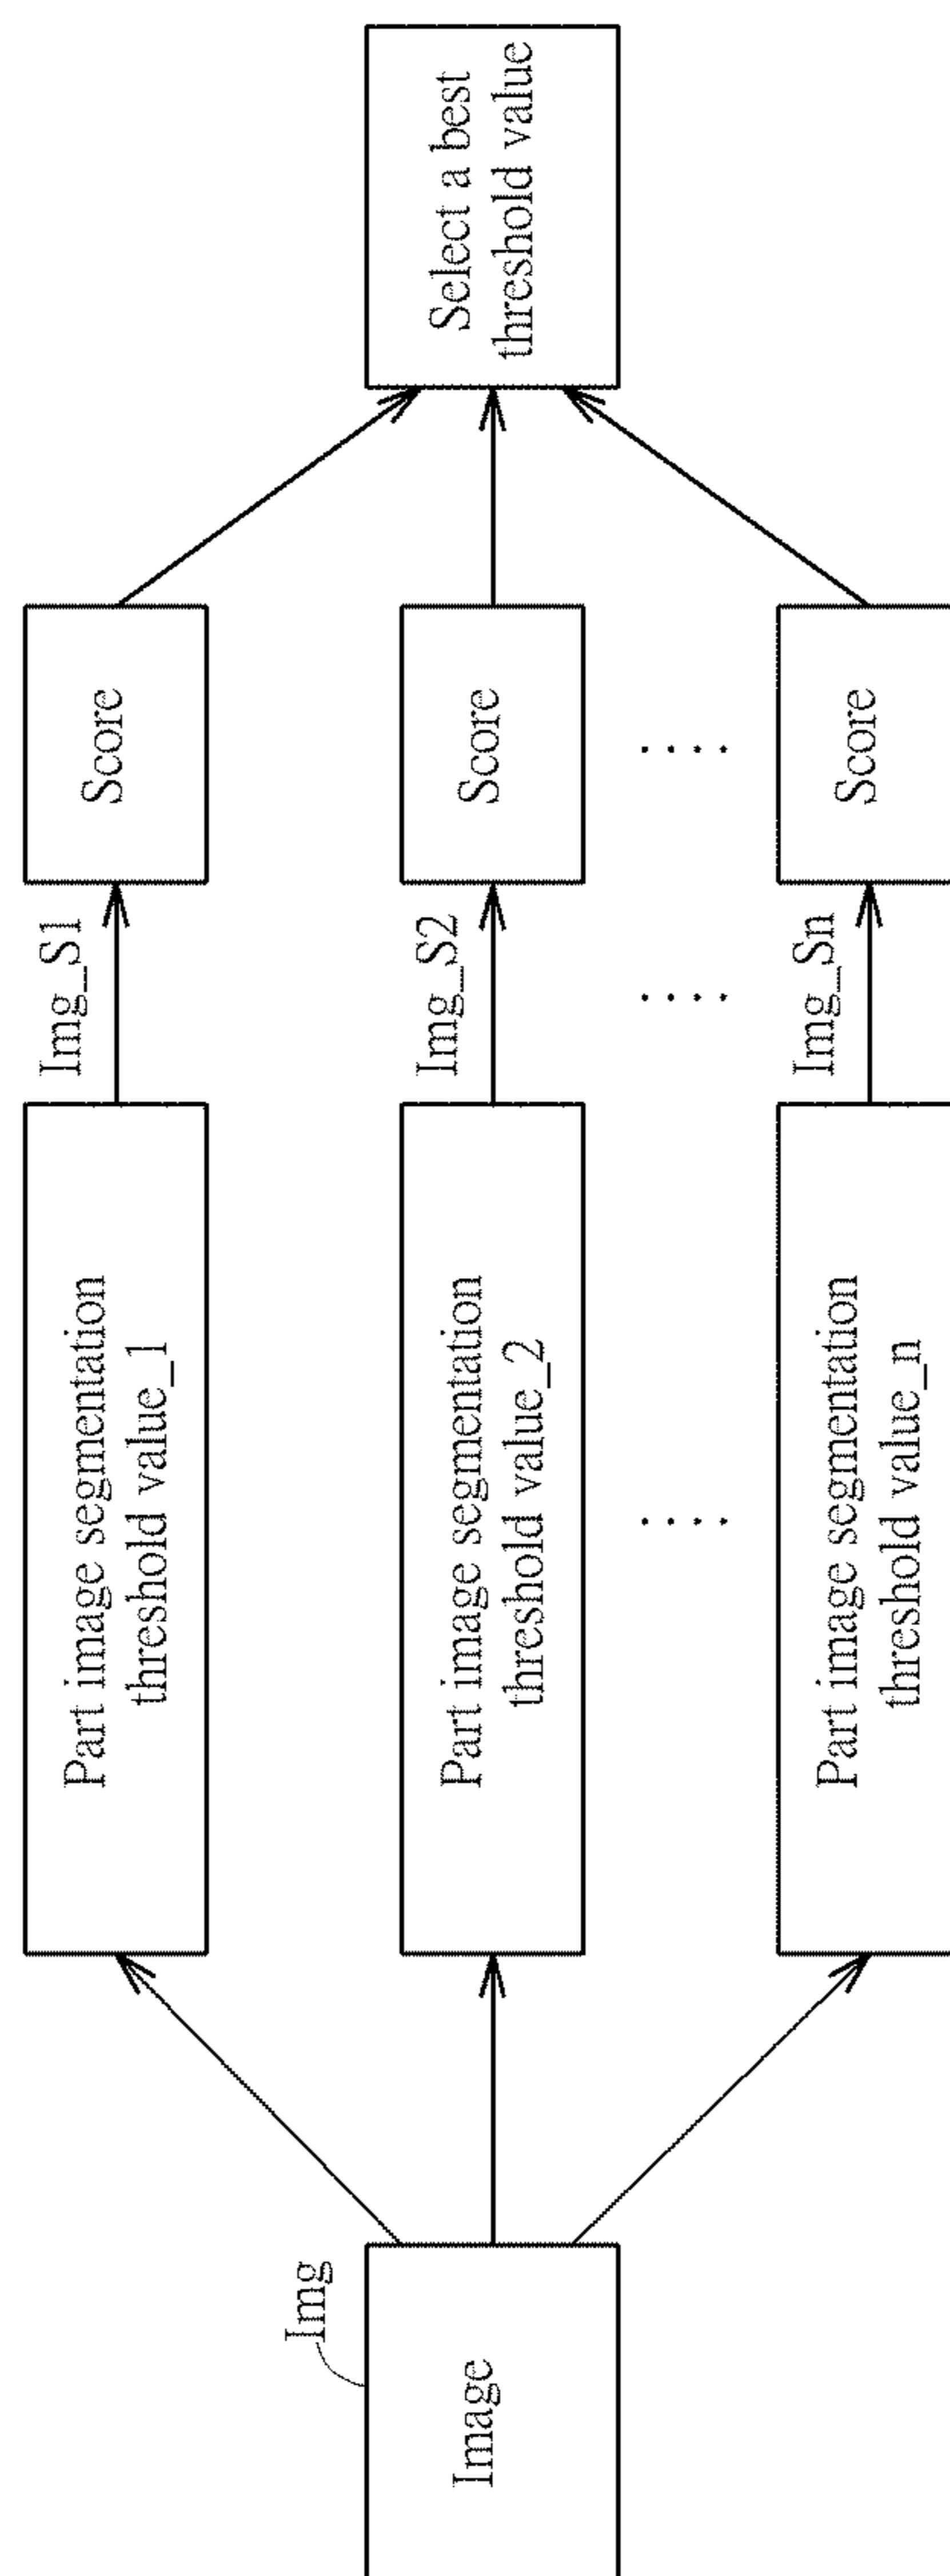 Img
Image
Part image segmentation
threshold value_1
Img_S1
Score
Part image segmentation
threshold value_2
Img_S2
Score
....
....
....
Part image segmentation
threshold value_n
Img_Sn
Score
Select a best
threshold value